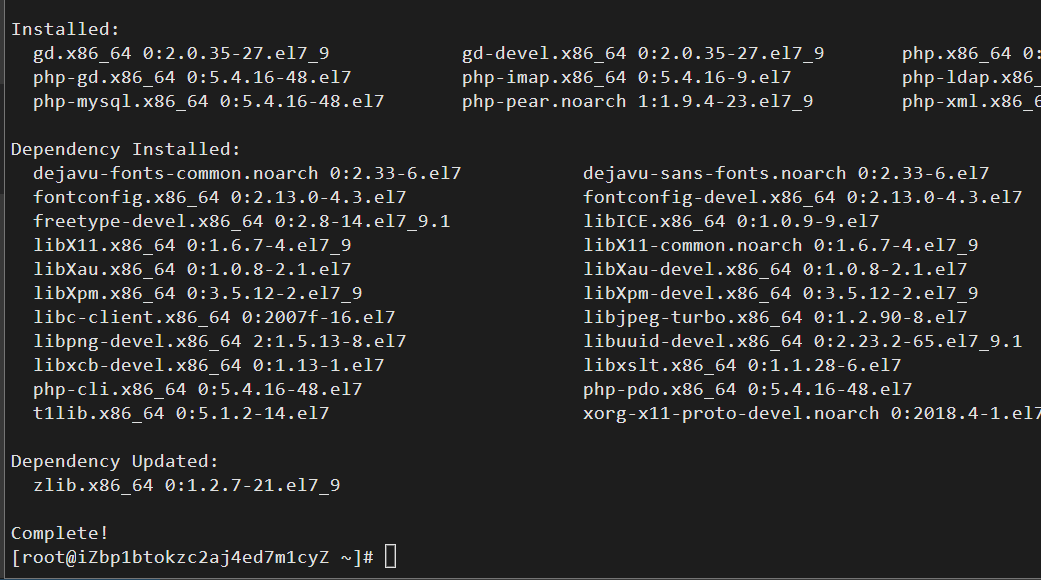 Installed:
gd.x86_64 0:2.0.35-27.el7_9 gd-devel.x86_64 0:2.0.35-27.el7_9 php.x86_64 0:
php-gd.x86_64 0:5.4.16-48.el7 php-imap.x86_64 0:5.4.16-9.el7 php-ldap.x86_
php-mysql.x86_64 0:5.4.16-48.el7 php-pear.noarch 1:1.9.4-23.el7_9 php-xml.x86_6
Dependency Installed:
dejavu-fonts-common.noarch 0:2.33-6.el7 dejavu-sans-fonts.noarch 0:2.33-6.el7
fontconfig.x86_64 0:2.13.0-4.3.el7 fontconfig-devel.x86_64 0:2.13.0-4.3.el7
freetype-devel.x86_64 0:2.8-14.el7_9.1 libICE.x86_64 0:1.0.9-9.el7
libX11.x86_64 0:1.6.7-4.el7_9 libX11-common.noarch 0:1.6.7-4.el7_9
libXau.x86_64 0:1.0.8-2.1.el7 libXau-devel.x86_64 0:1.0.8-2.1.el7
libXpm.x86_64 0:3.5.12-2.el7_9 libXpm-devel.x86_64 0:3.5.12-2.el7_9
libc-client.x86_64 0:2007f-16.el7 libjpeg-turbo.x86_64 0:1.2.90-8.el7
libpng-devel.x86_64 2:1.5.13-8.el7 libuuid-devel.x86_64 0:2.23.2-65.el7_9.1
libxcb-devel.x86_64 0:1.13-1.el7 libxslt.x86_64 0:1.1.28-6.el7
php-cli.x86_64 0:5.4.16-48.el7 php-pdo.x86_64 0:5.4.16-48.el7
t1lib.x86_64 0:5.1.2-14.el7 xorg-x11-proto-devel.noarch 0:2018.4-1.el7
Dependency Updated:
zlib.x86_64 0:1.2.7-21.el7_9
Complete!
[root@iZbp1btokzc2aj4ed7m1cyZ ~]#